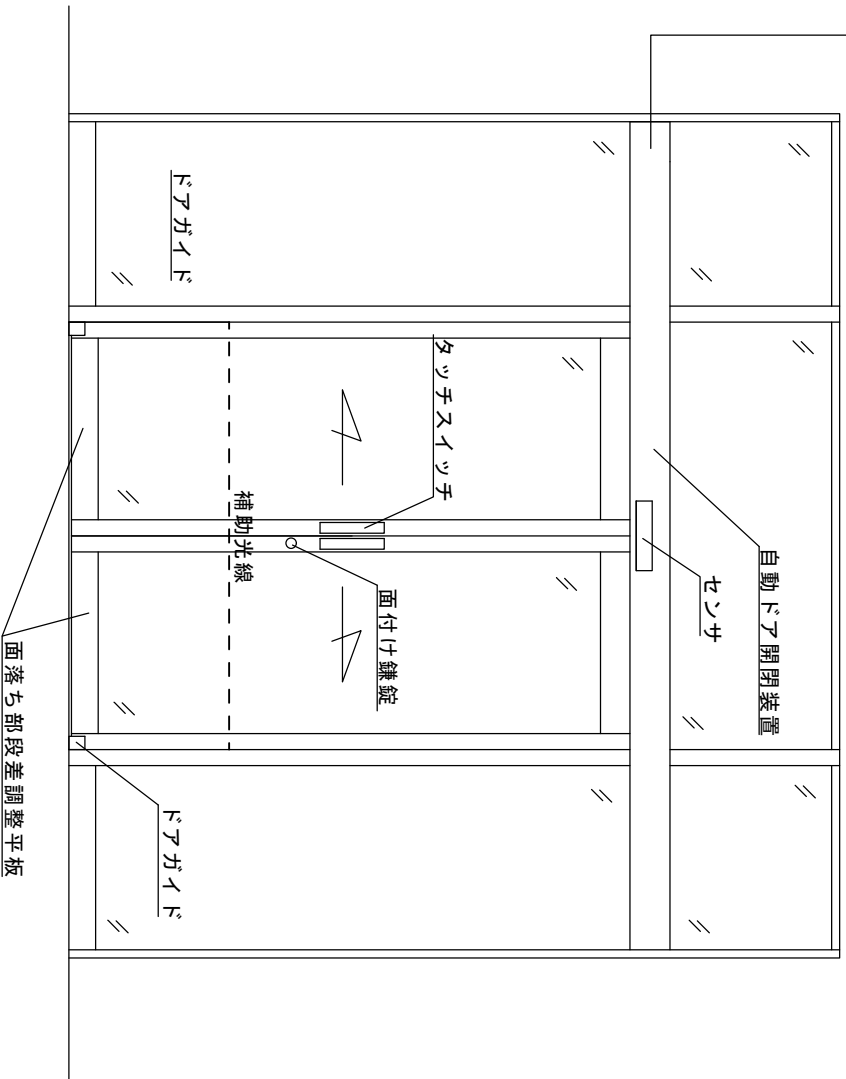 自動ドア開閉装置
センサ
タッチスイッチ
面付け鎌錠
補助光線
ドアガイド
ドアガイド
面落ち部段差調整平板